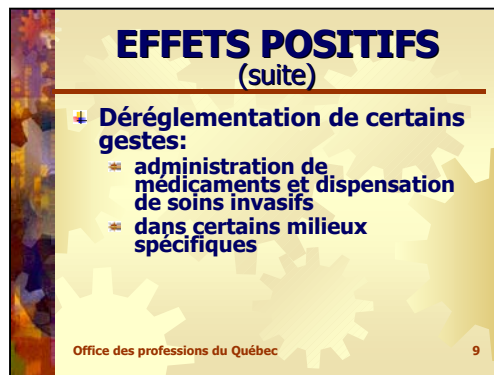 EFFETS POSITIFS
(suite)
Déréglementation de certains
gestes:
administration de
médicaments et dispensation
de soins invasifs
dans certains milieux
spécifiques
Office des professions du Québec 9